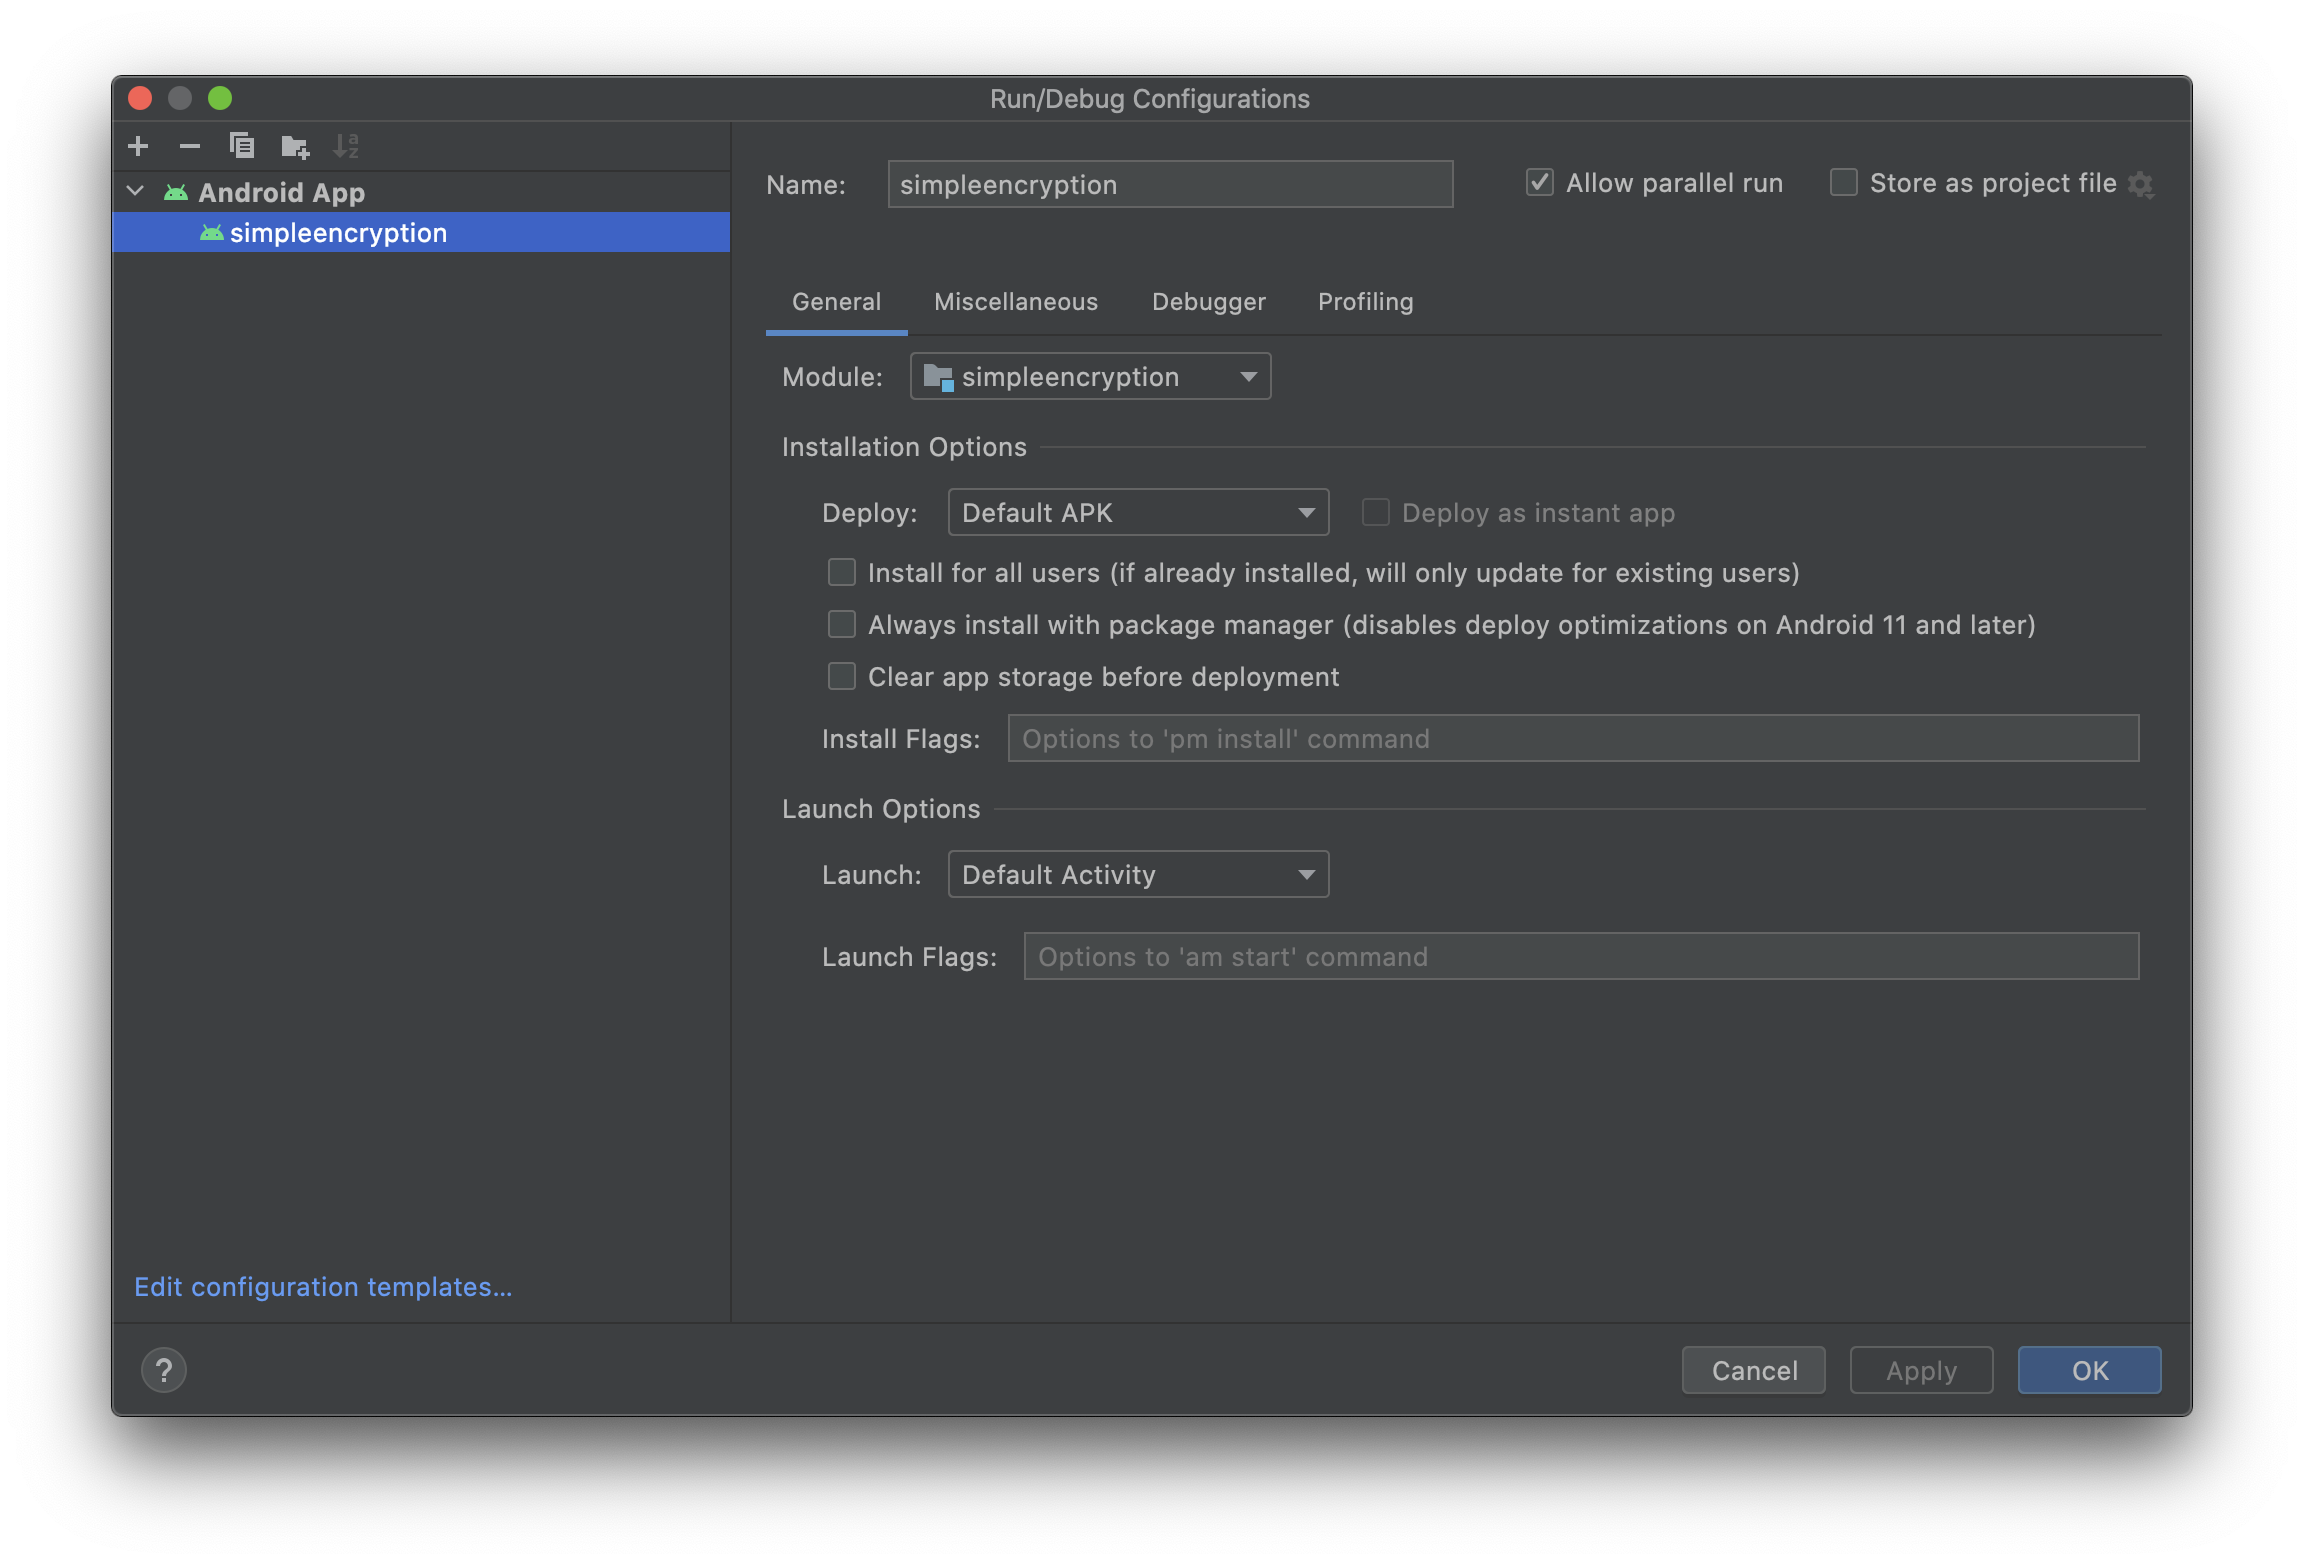 Run/Debug Configurations
Android App
simpleencryption
Edit configuration templates...
Name: simpleencryption
Allow parallel run
Store as project file
General Miscellaneous Debugger Profiling
Module: simpleencryption
Installation Options
Deploy: Default APK
Deploy as instant app
Install for all users (if already installed, will only update for existing users)
Always install with package manager (disables deploy optimizations on Android 11 and later)
Clear app storage before deployment
Install Flags: Options to 'pm install' command
Launch Options
Launch: Default Activity
Launch Flags: Options to 'am start' command
?
Cancel Apply OK